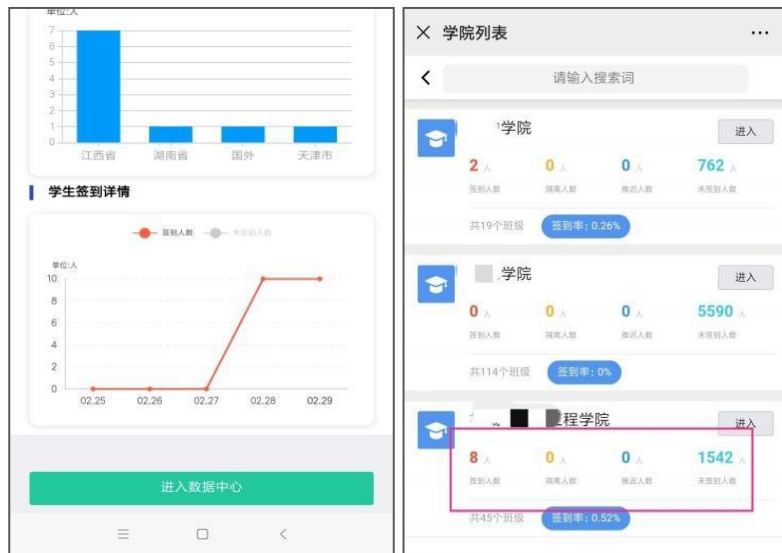 单位:人
7
6
5
4
3
2
1
0
江西省 湖南省 国外 天津市
学生签到详情
签到人数 未签到人数
单位:人
10
8
6
4
2
0
02.25 02.26 02.27 02.28 02.29
进入数据中心
学院列表
请输入搜索词
学院 进入
2人 0人 0人 762人
签到人数 隔离人数 推迟人数 未签到人数
共19个班级 签到率:0.26%
学院 进入
0人 0人 0人 5590人
签到人数 隔离人数 推迟人数 未签到人数
共114个班级 签到率:0%
程学院 进入
8人 0人 0人 1542人
签到人数 隔离人数 推迟人数 未签到人数
共45个班级 签到率:0.52%